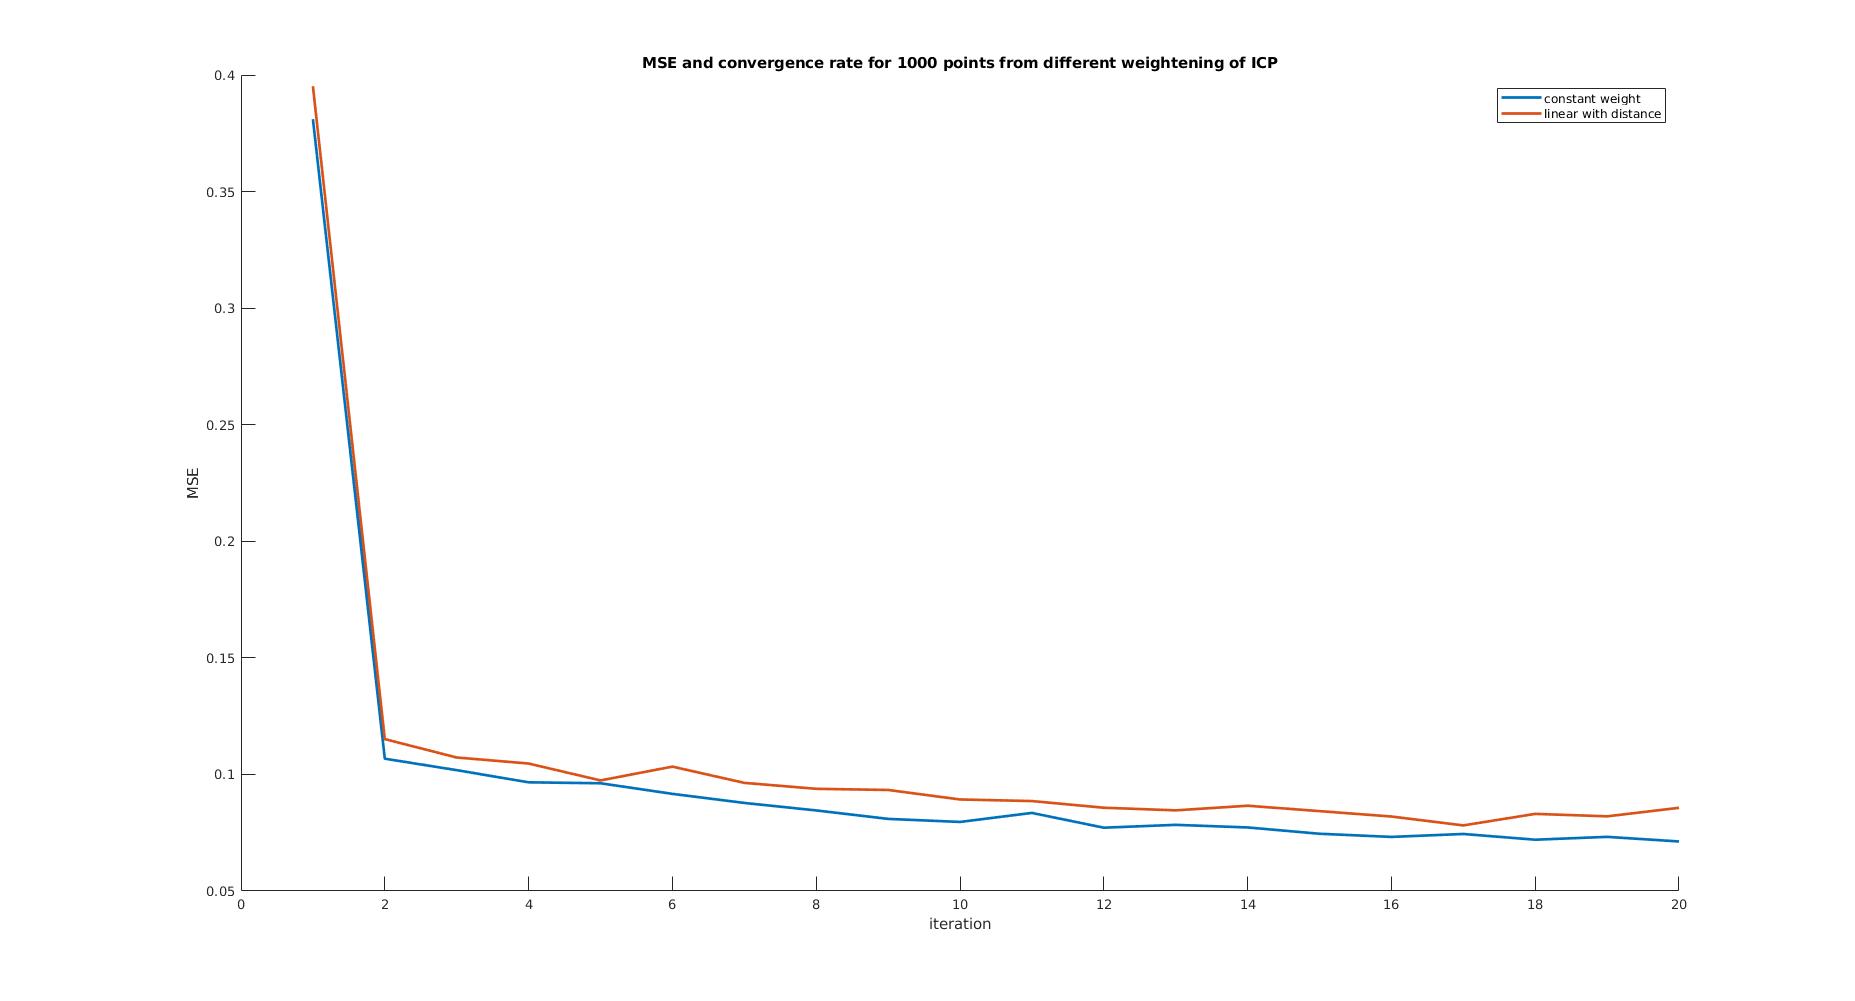 MSE and convergence rate for 1000 points from different weightening of ICP
constant weight
linear with distance
0.4
0.35
0.3
0.25
0.2
0.15
0.1
0.05
MSE
0 2 4 6 8 10 12 14 16 18 20
iteration